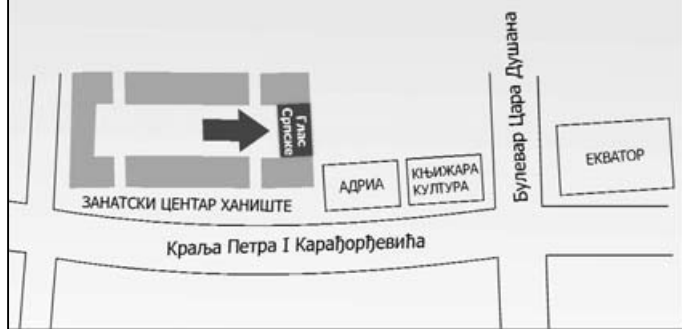 Глас
Српске
ЗАНАТСКИ ЦЕНТАР ХАНИШТЕ
АДРИА
КЊИЖАРА
КУЛТУРА
Булевар Цара Душана
ЕКВАТОР
Краља Петра I Карађорђевића